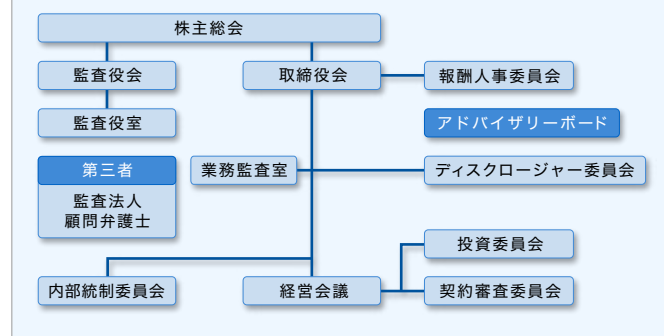 株主総会
監査役会
取締役会
報酬人事委員会
監査役室
アドバイザリーボード
第三者
業務監査室
ディスクロージャー委員会
監査法人
顧問弁護士
投資委員会
内部統制委員会
経営会議
契約審査委員会